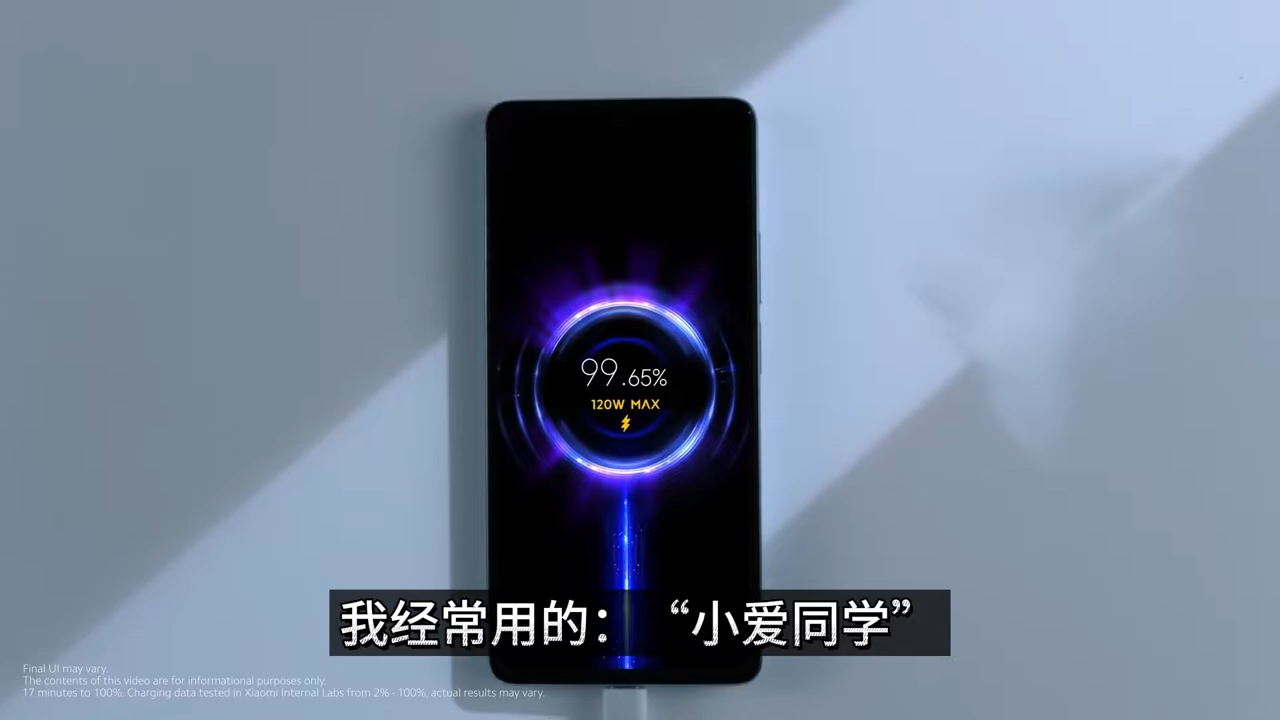 99.65%
120W MAX
我经常用的：“小爱同学”
Final UI may vary.
The contents of this video are for informational purposes only.
17 minutes to 100%. Charging data tested in Xiaomi Internal Labs from 2% - 100%, actual results may vary.